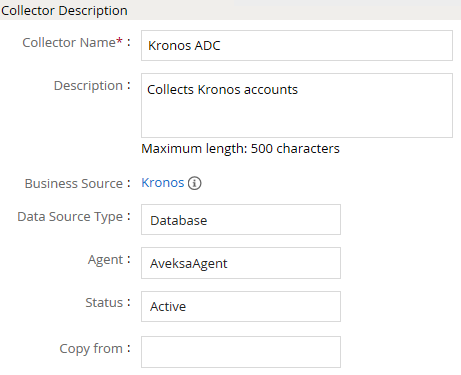 Collector Description
Collector Name* : Kronos ADC
Description : Collects Kronos accounts
Maximum length: 500 characters
Business Source : Kronos
Data Source Type : Database
Agent : AveksaAgent
Status : Active
Copy from :